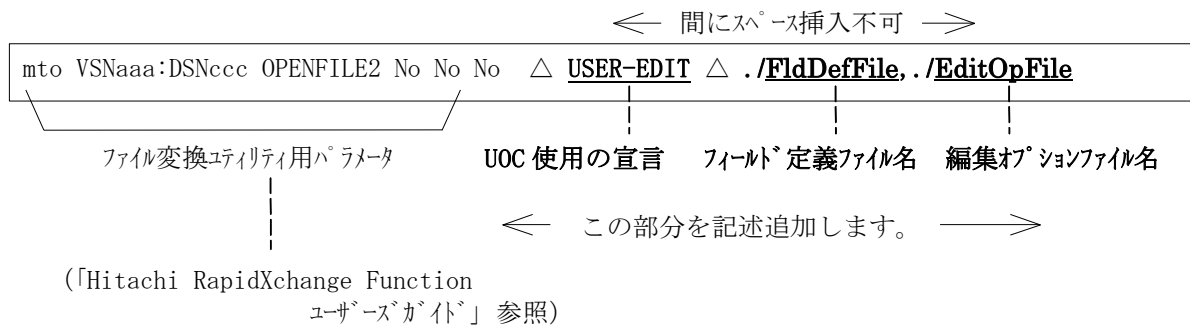 間にｽﾍﾟｰｽ挿入不可
mto VSNaaa:DSNccc OPENFILE2 No No No △ USER-EDIT △ ./FldDefFile,./EditOpFile
ファイル変換ﾕﾃｨﾘﾃｨ用ﾊﾟﾗﾒｰﾀ
UOC 使用の宣言
ﾌｨｰﾙﾄﾞ定義ﾌｧｲﾙ名
編集ｵﾌﾟｼｮﾝﾌｧｲﾙ名
この部分を記述追加します。
(「Hitachi RapidXchange Function
ﾕｰｻﾞｰｽﾞｶﾞｲﾄﾞ」参照)